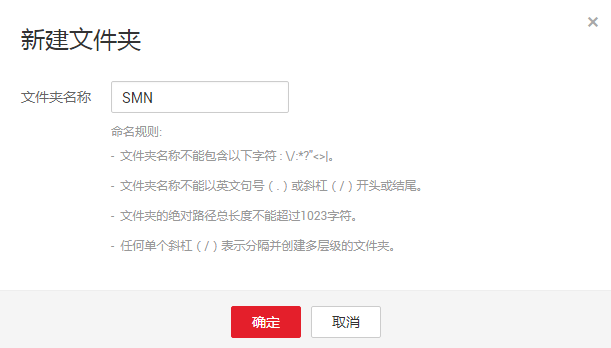 新建文件夹
×
文件夹名称 SMN
命名规则:
- 文件夹名称不能包含以下字符 : \/:*?"<>|。
- 文件夹名称不能以英文句号（.）或斜杠（/）开头或结尾。
- 文件夹的绝对路径总长度不能超过1023字符。
- 任何单个斜杠（/）表示分隔并创建多层级的文件夹。
确定 取消